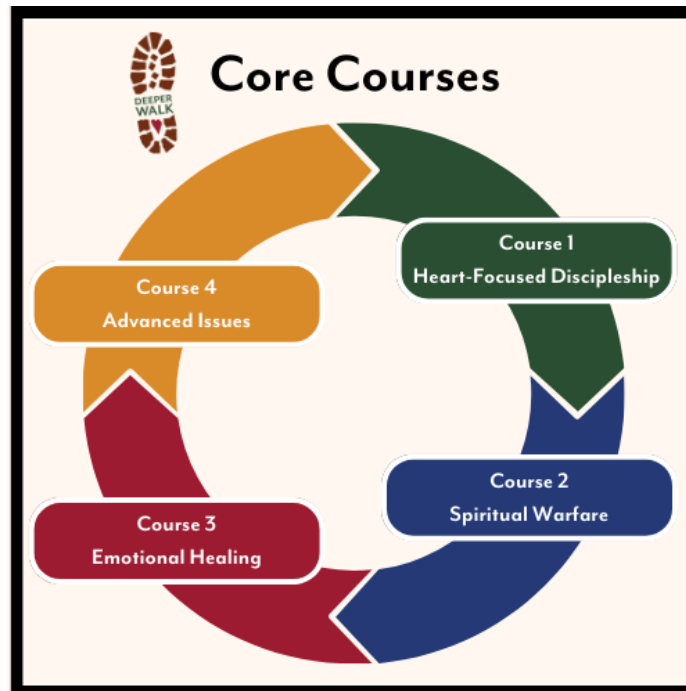 DEEPER
WALK
Core Courses
Course 1
Heart-Focused Discipleship
Course 2
Spiritual Warfare
Course 3
Emotional Healing
Course 4
Advanced Issues